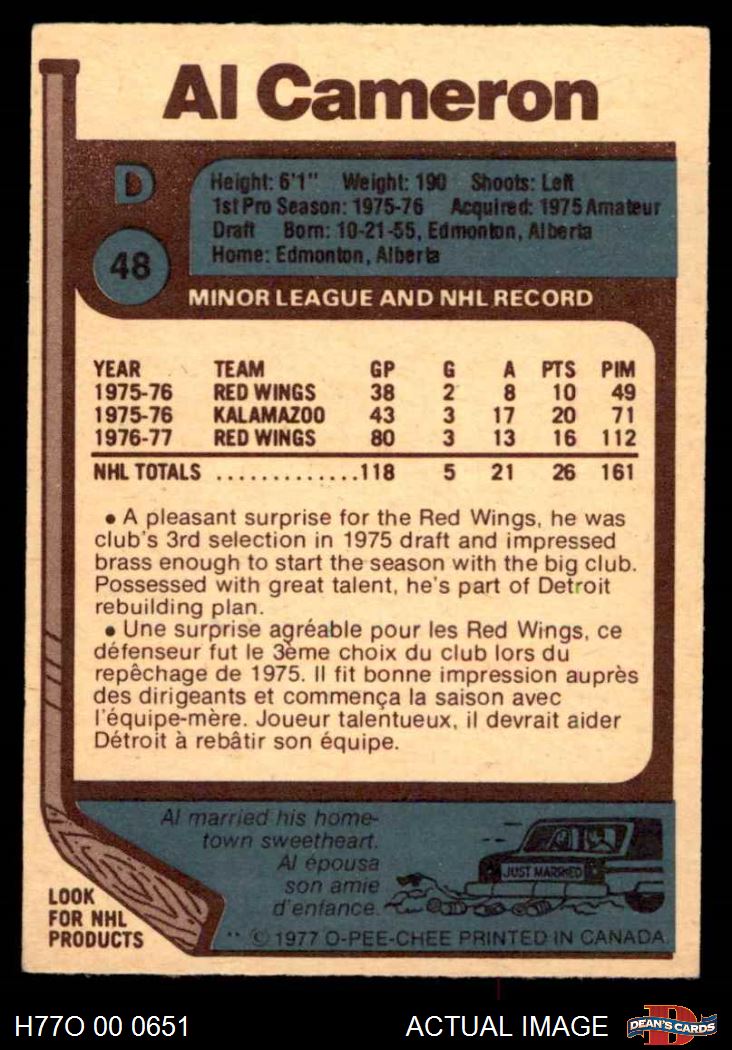 Al Cameron
D
48
Height: 6'1" Weight: 190 Shoots: Left
1st Pro Season: 1975-76 Acquired: 1975 Amateur
Draft Born: 10-21-55, Edmonton, Alberta
Home: Edmonton, Alberta
MINOR LEAGUE AND NHL RECORD
YEAR TEAM GP G A PTS PIM
1975-76 RED WINGS 38 2 8 10 49
1975-76 KALAMAZOO 43 3 17 20 71
1976-77 RED WINGS 80 3 13 16 112
NHL TOTALS .............118 5 21 26 161
• A pleasant surprise for the Red Wings, he was
club's 3rd selection in 1975 draft and impressed
brass enough to start the season with the big club.
Possessed with great talent, he's part of Detroit
rebuilding plan.
• Une surprise agréable pour les Red Wings, ce
défenseur fut le 3ème choix du club lors du
repêchage de 1975. Il fit bonne impression auprès
des dirigeants et commença la saison avec
l'équipe-mère. Joueur talentueux, il devrait aider
Détroit à rebâtir son équipe.
Al married his home-
town sweetheart.
Al épousa
son amie
d'enfance.
JUST MARRIED
LOOK
FOR NHL
PRODUCTS
** © 1977 O-PEE-CHEE PRINTED IN CANADA
H77O 00 0651
ACTUAL IMAGE
D
DEAN'S CARDS